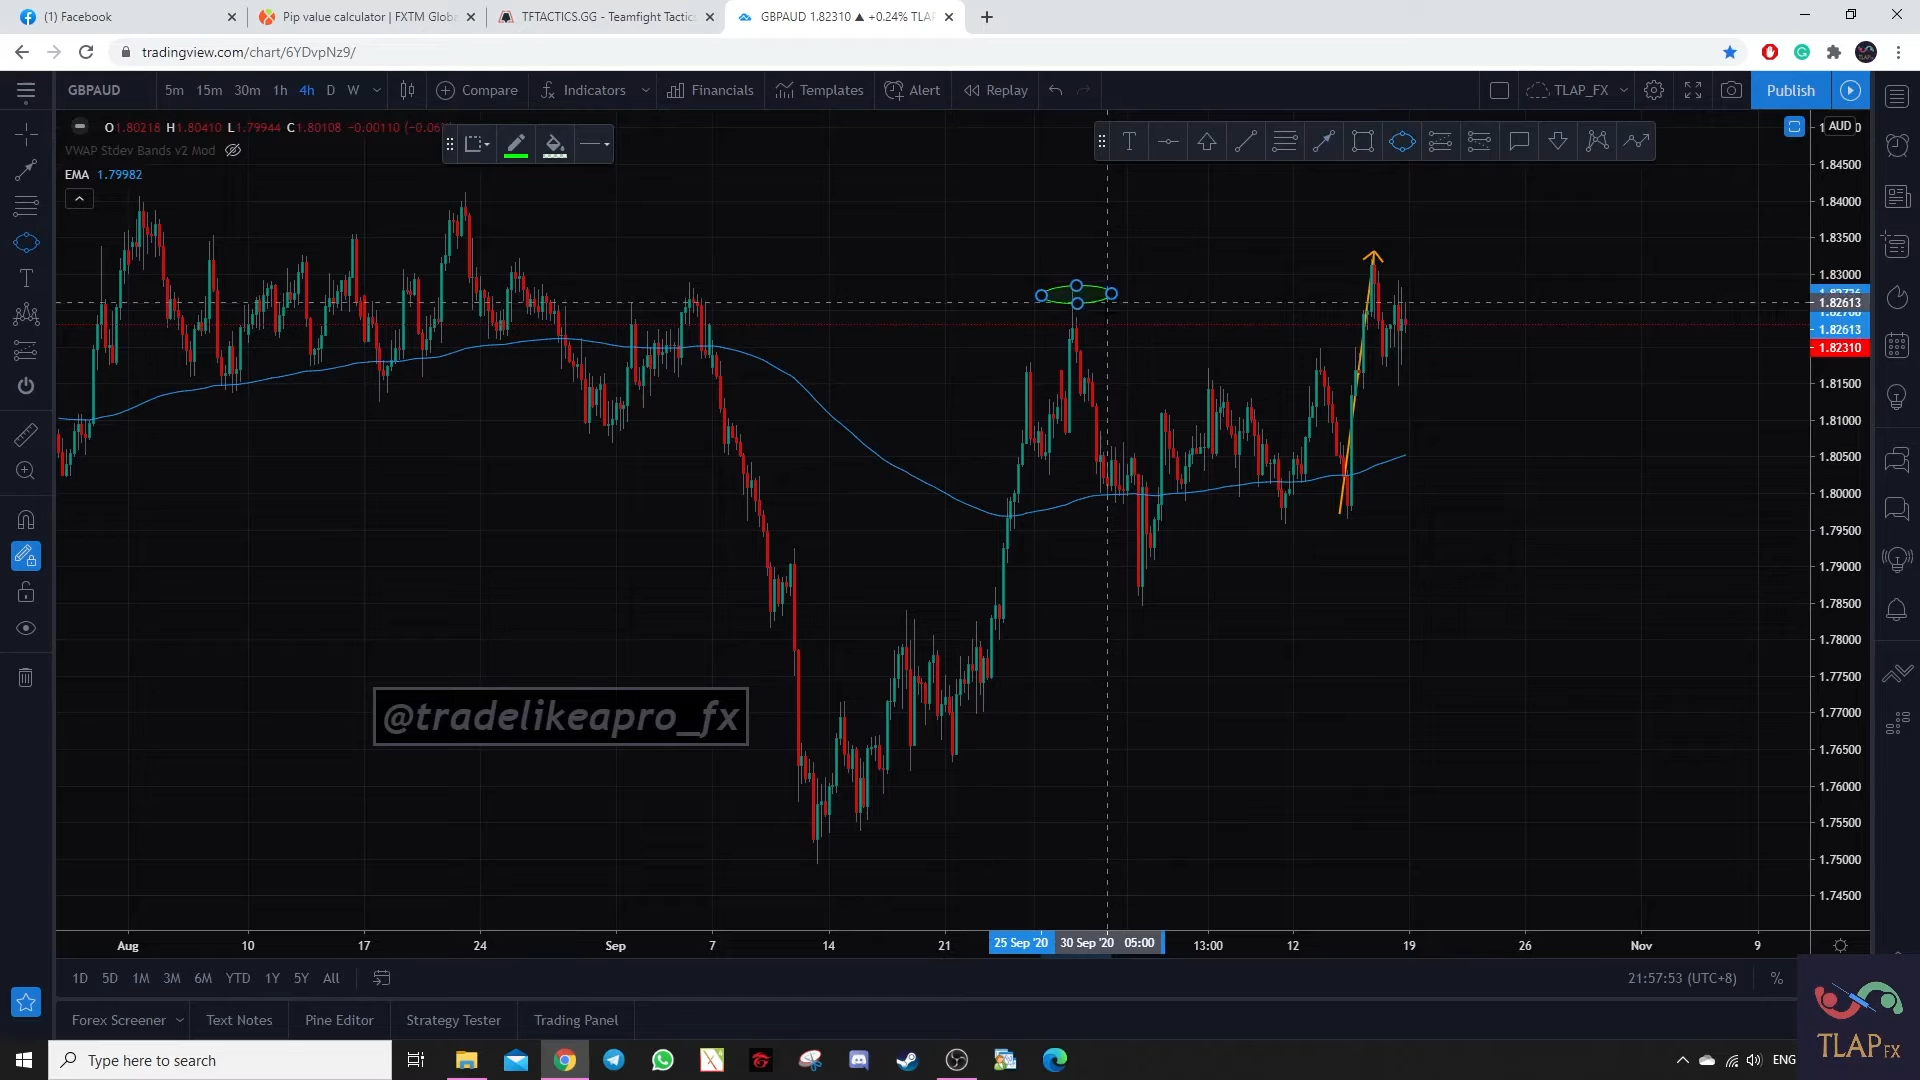 (1) Facebook
Pip value calculator | FXTM Globa
TFTACTICS.GG - Teamfight Tactics
GBPAUD 1.82310 ▲ +0.24% TLAP
tradingview.com/chart/6YDvpNz9/
GBPAUD 5m 15m 30m 1h 4h D W Compare Indicators Financials Templates Alert Replay TLAP_FX Publish
O1.80218 H1.80410 L1.79944 C1.80108 -0.00110
VWAP Stdev Bands v2 Mod
EMA 1.79982
AUD
1.84500
1.84000
1.83500
1.83000
1.82613
1.82613
1.82310
1.81500
1.81000
1.80500
1.80000
1.79500
1.79000
1.78500
1.78000
1.77500
1.77000
1.76500
1.76000
1.75500
1.75000
1.74500
@tradelikeapro_fx
Aug 10 17 24 Sep 7 14 21 25 Sep '20 30 Sep '20 05:00 13:00 12 19 26 Nov 9
1D 5D 1M 3M 6M YTD 1Y 5Y All 21:57:53 (UTC+8) %
Forex Screener Text Notes Pine Editor Strategy Tester Trading Panel
Type here to search
ENG
TLAP FX